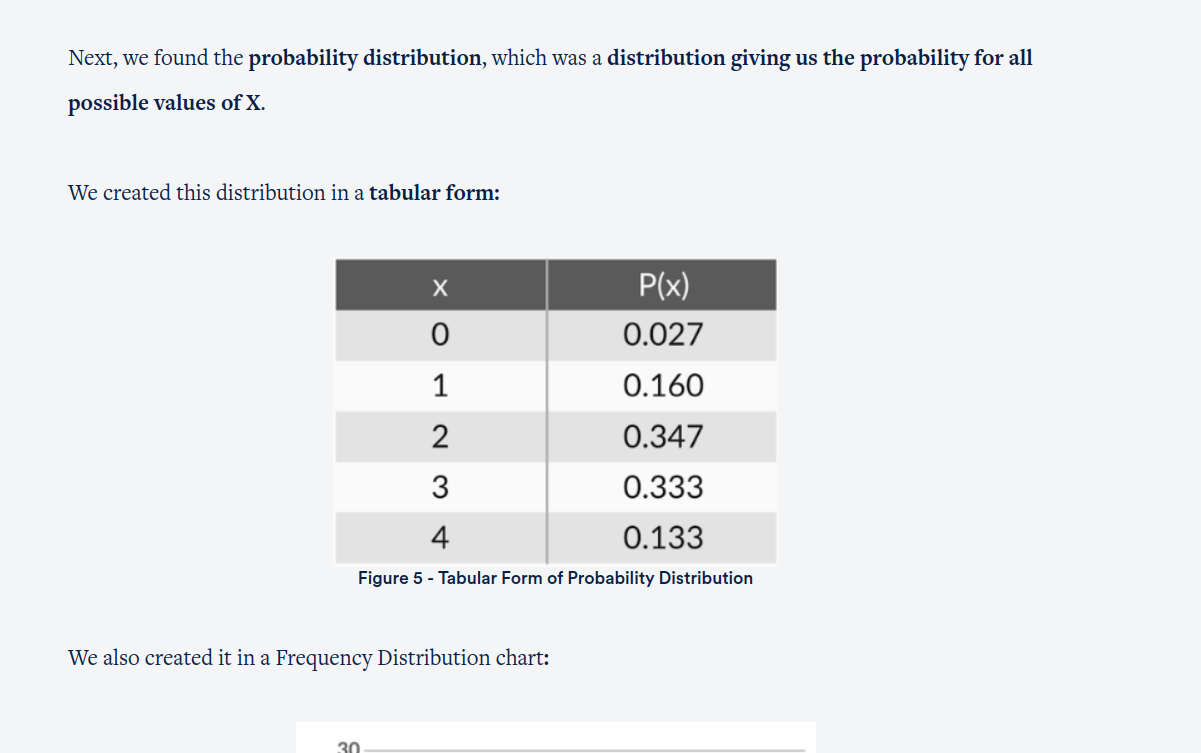 Next, we found the probability distribution, which was a distribution giving us the probability for all
possible values of X.
We created this distribution in a tabular form:
x P(x)
0 0.027
1 0.160
2 0.347
3 0.333
4 0.133
Figure 5 - Tabular Form of Probability Distribution
We also created it in a Frequency Distribution chart:
30